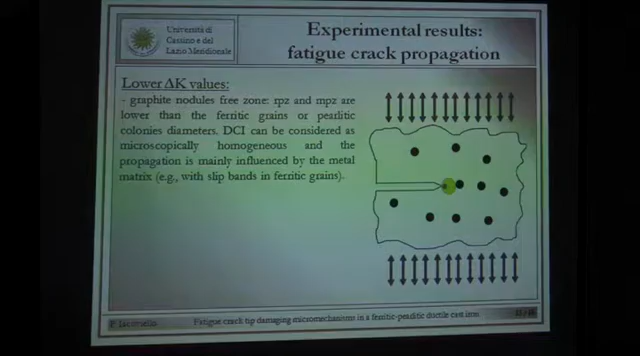 Università di
Cassino e del
Lazio Meridionale
Experimental results:
fatigue crack propagation
Lower ΔK values:
- graphite nodules free zone: rpz and mpz are
lower than the ferritic grains or pearlitic
colonies diameters. DCI can be considered as
microscopically homogeneous and the
propagation is mainly influenced by the metal
matrix (e.g., with slip bands in ferritic grains).
F. Iacoviello
Fatigue crack tip damaging micromechanisms in a ferritic-pearlitic ductile cast iron